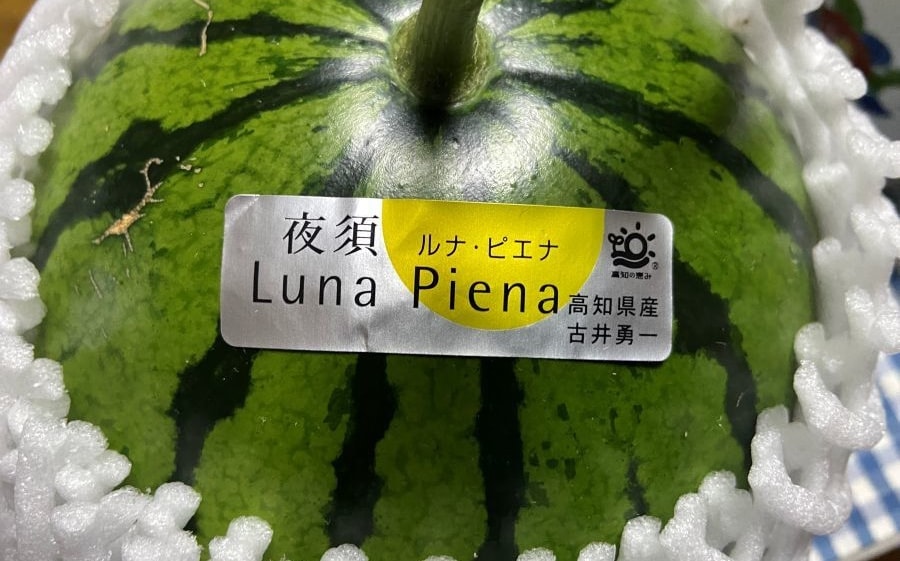 夜須 ルナ・ピエナ
Luna Piena
高知の恵み
®
高知県産
古井勇一